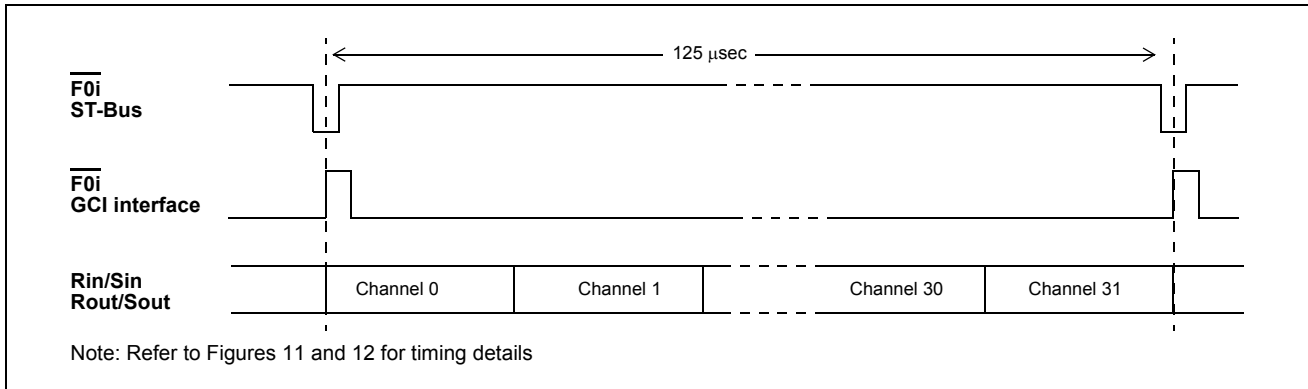 125 μsec
F0i
ST-Bus
F0i
GCI interface
Rin/Sin
Rout/Sout
Channel 0
Channel 1
Channel 30
Channel 31
Note: Refer to Figures 11 and 12 for timing details